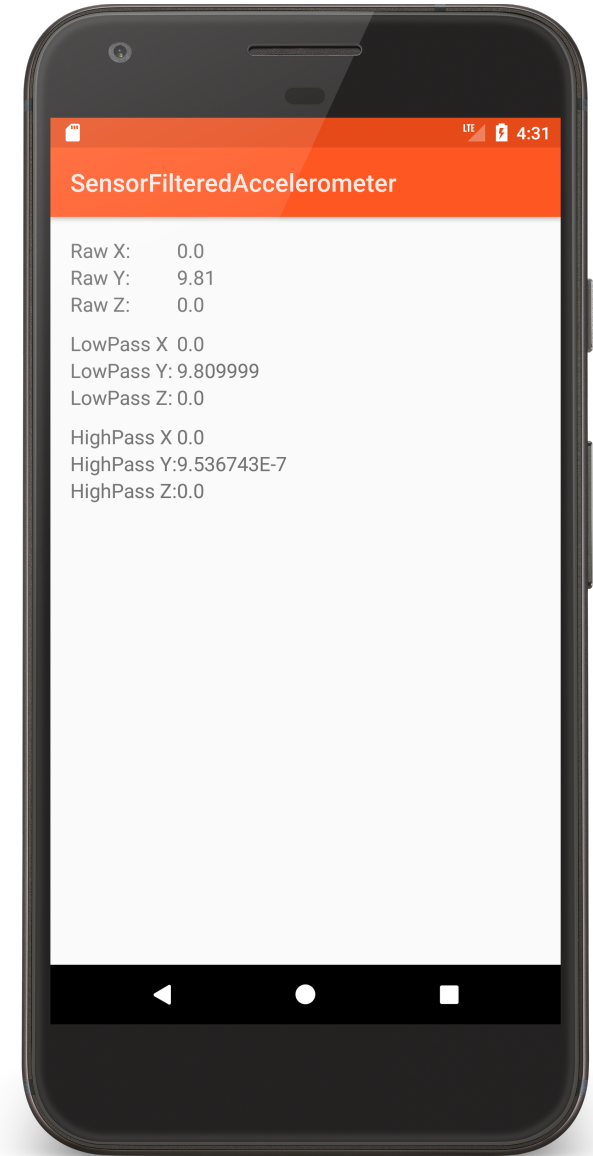 LTE 4:31
SensorFilteredAccelerometer
Raw X: 0.0
Raw Y: 9.81
Raw Z: 0.0
LowPass X 0.0
LowPass Y: 9.809999
LowPass Z: 0.0
HighPass X 0.0
HighPass Y:9.536743E-7
HighPass Z:0.0